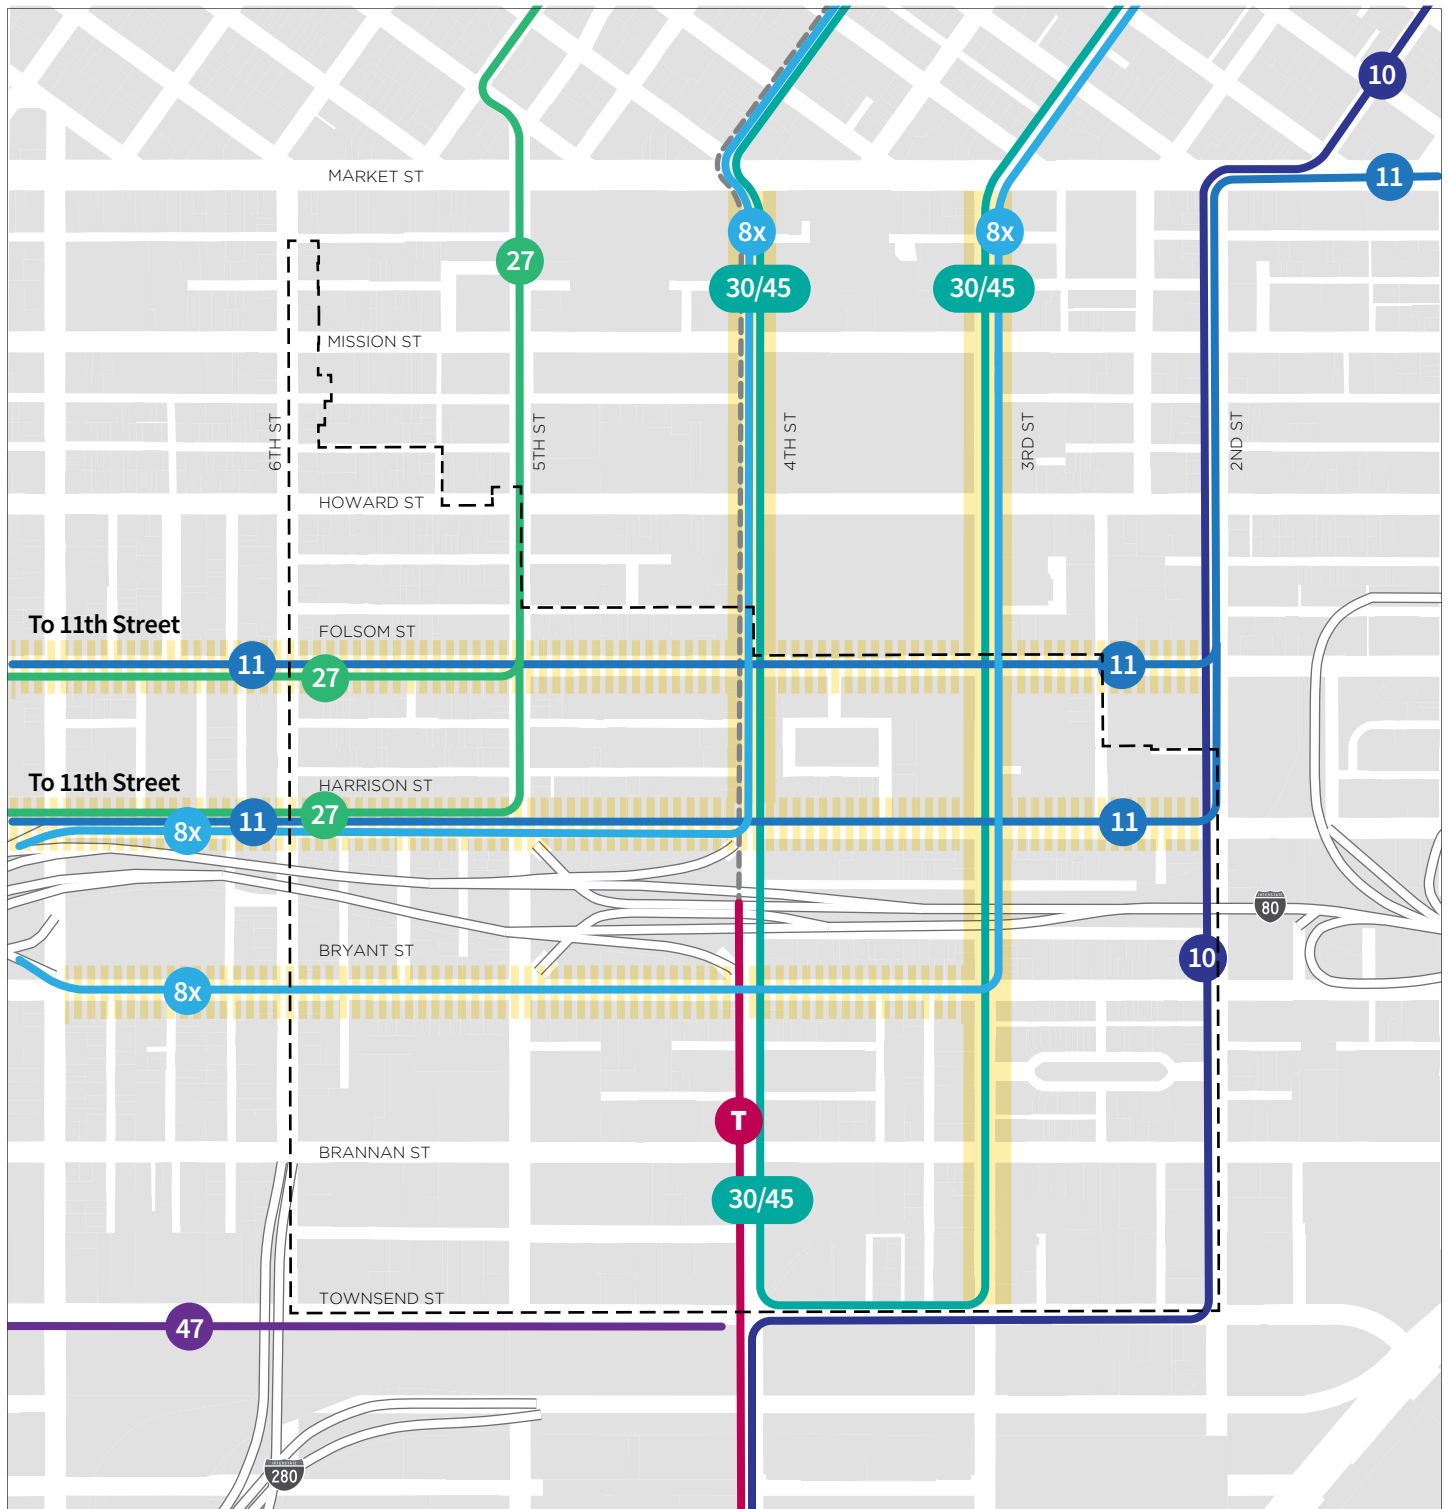 10
MARKET ST
11
8x
8x
27
30/45
30/45
MISSION ST
6TH ST
5TH ST
4TH ST
3RD ST
2ND ST
HOWARD ST
To 11th Street
FOLSOM ST
11
11
27
To 11th Street
HARRISON ST
27
8x
11
11
INTERSTATE
80
BRYANT ST
10
8x
T
BRANNAN ST
30/45
TOWNSEND ST
47
INTERSTATE
280